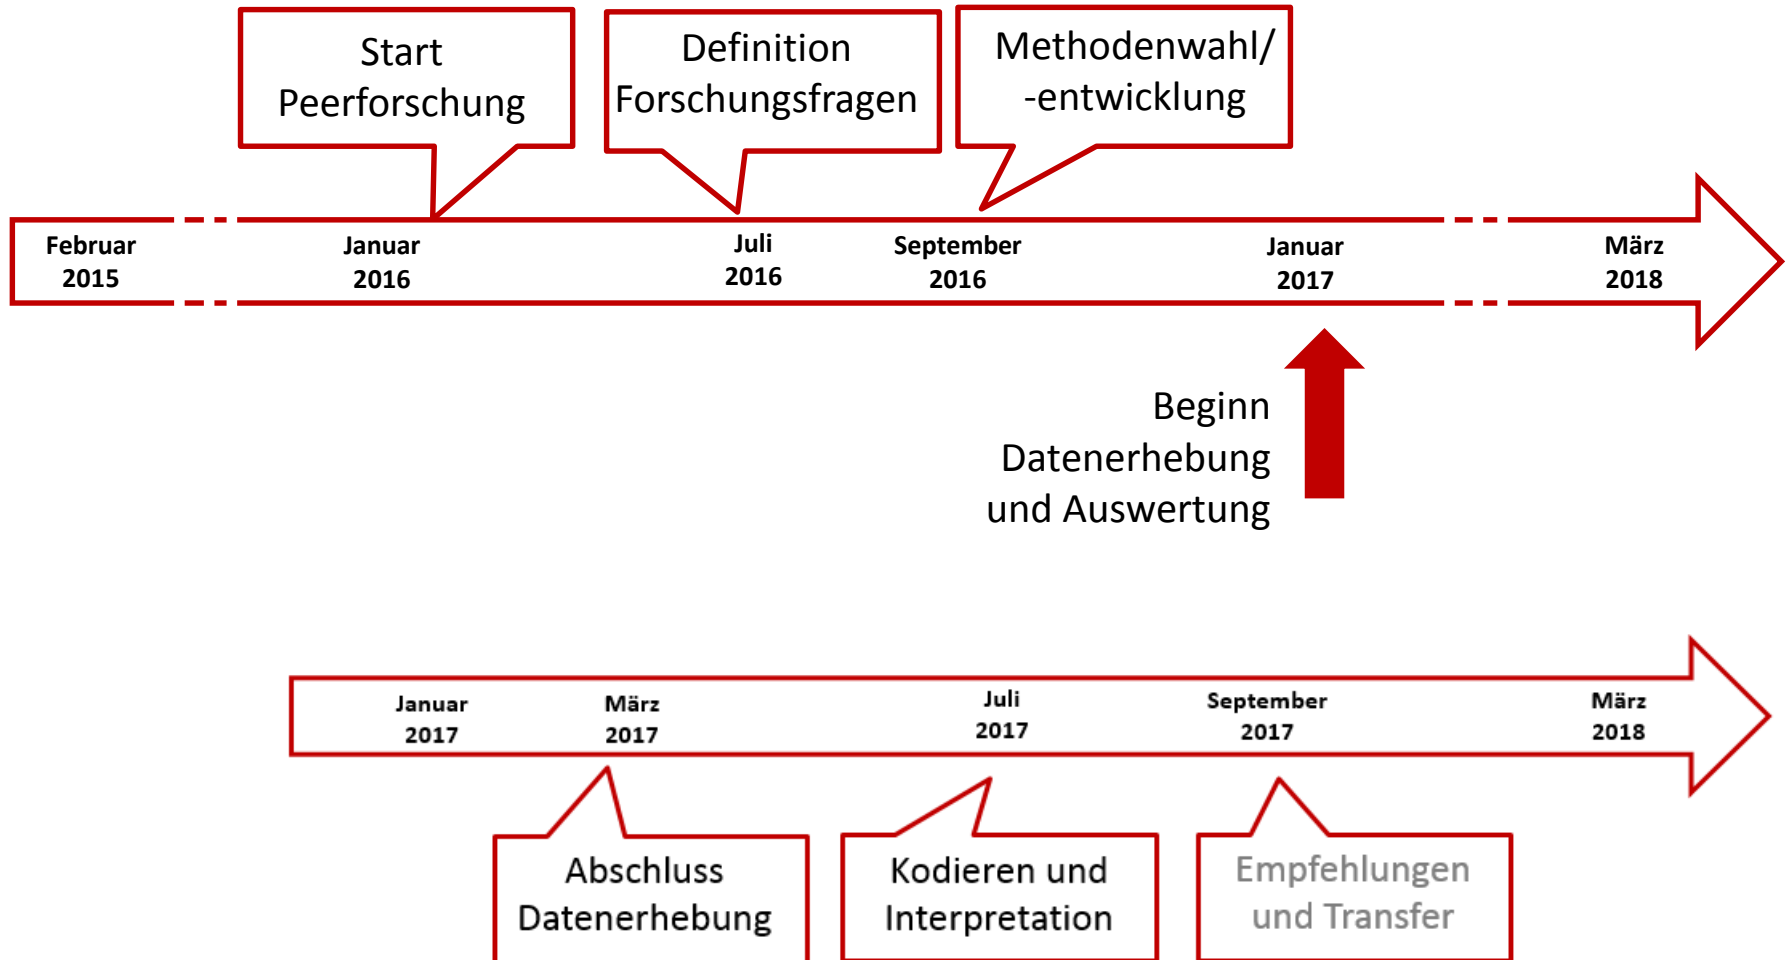 Start
Peerforschung
Definition
Forschungsfragen
Methodenwahl/
-entwicklung
Februar
2015
Januar
2016
Juli
2016
September
2016
Januar
2017
März
2018
Beginn
Datenerhebung
und Auswertung
Januar
2017
März
2017
Juli
2017
September
2017
März
2018
Abschluss
Datenerhebung
Kodieren und
Interpretation
Empfehlungen
und Transfer